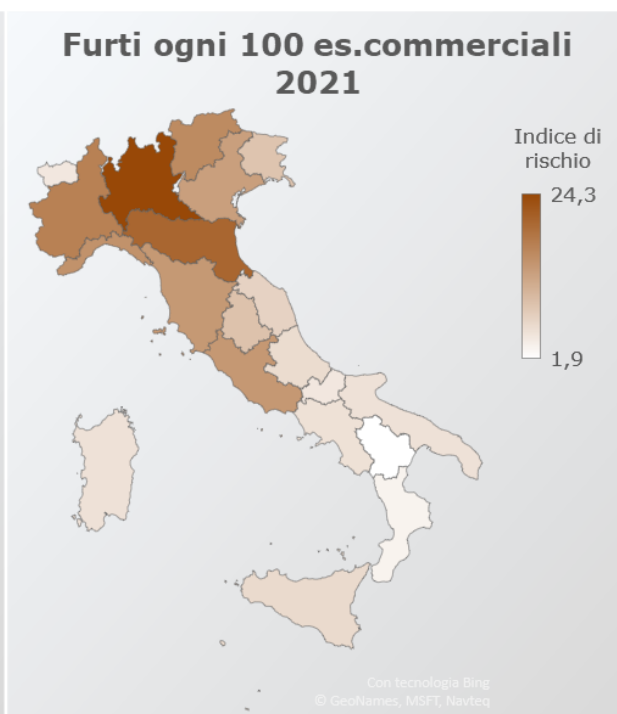 Furti ogni 100 es.commerciali
2021
Indice di
rischio
24,3
1,9
Con tecnologia Bing
© GeoNames, MSFT, Navteq